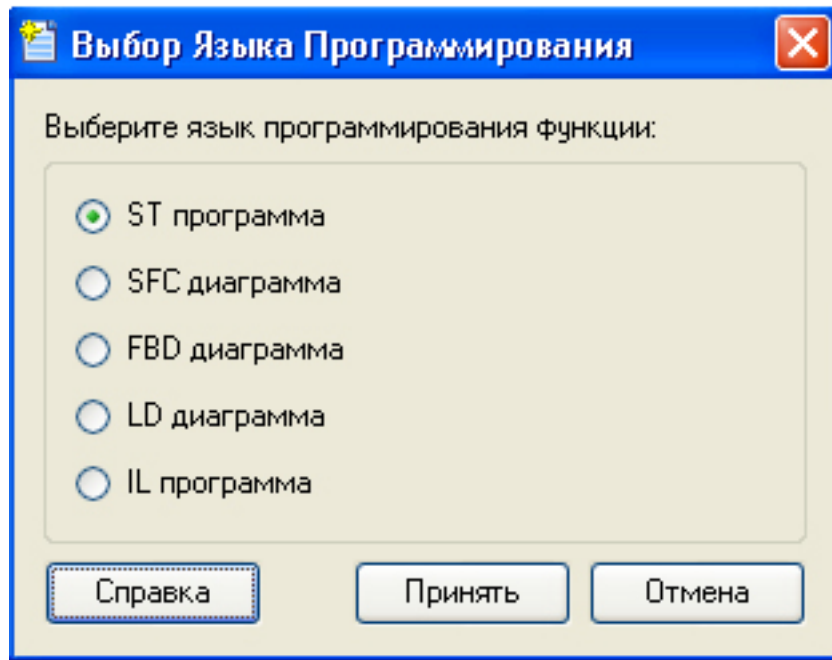 Выбор Языка Программирования
Выберите язык программирования функции:
ST программа
SFC диаграмма
FBD диаграмма
LD диаграмма
IL программа
Справка Принять Отмена